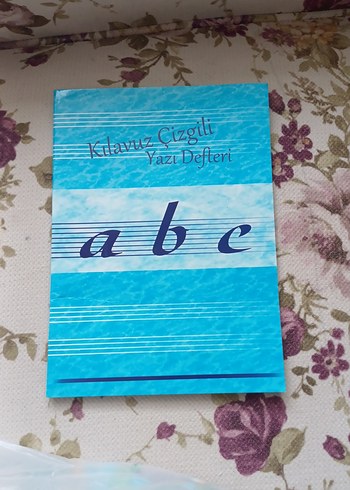 Kılavuz Çizgili
Yazı Defteri
a b c